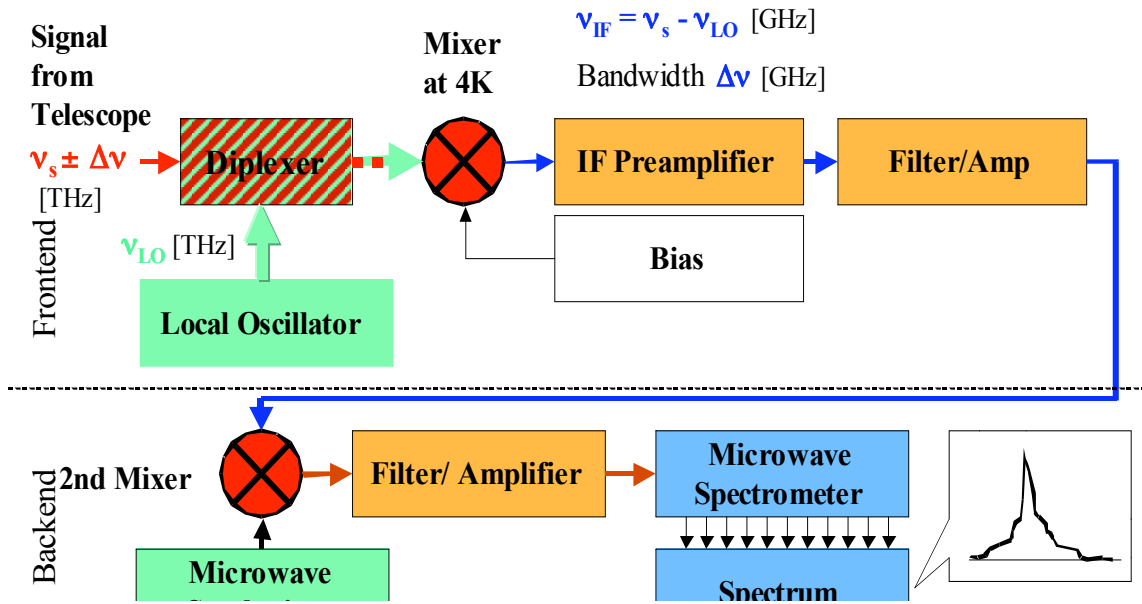 Signal
from
Telescope
νs ± Δν
[THz]
Diplexer
Mixer
at 4K
νIF = νs - νLO [GHz]
Bandwidth Δν [GHz]
IF Preamplifier
Filter/Amp
Bias
νLO [THz]
Local Oscillator
Frontend
Backend
2nd Mixer
Filter/ Amplifier
Microwave
Spectrometer
Microwave
Spectrum